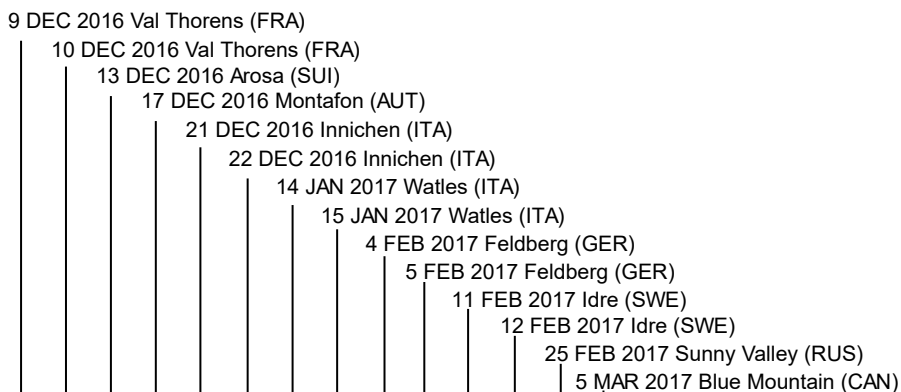 9 DEC 2016 Val Thorens (FRA)
10 DEC 2016 Val Thorens (FRA)
13 DEC 2016 Arosa (SUI)
17 DEC 2016 Montafon (AUT)
21 DEC 2016 Innichen (ITA)
22 DEC 2016 Innichen (ITA)
14 JAN 2017 Watles (ITA)
15 JAN 2017 Watles (ITA)
4 FEB 2017 Feldberg (GER)
5 FEB 2017 Feldberg (GER)
11 FEB 2017 Idre (SWE)
12 FEB 2017 Idre (SWE)
25 FEB 2017 Sunny Valley (RUS)
5 MAR 2017 Blue Mountain (CAN)